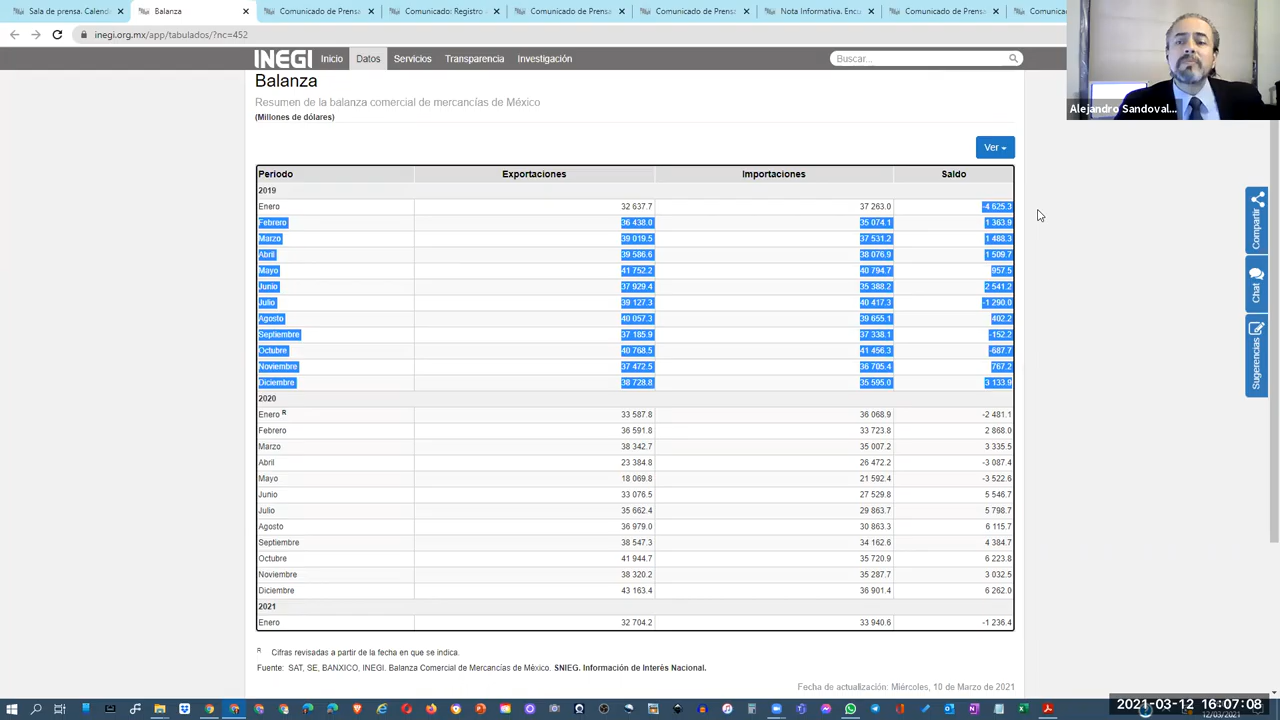 Sala de prensa. Calenda
Balanza
Comunicado de Prensa.
Comunicado: Registro
Comunicado de Prensa.
Comunicado de Prensa.
Nota Informativa. Encu
Comunicado de Prensa.
Comunic
inegi.org.mx/app/tabulados/?nc=452
INEGI Inicio Datos Servicios Transparencia Investigación Buscar...
Alejandro Sandoval...
Balanza
Resumen de la balanza comercial de mercancías de México
(Millones de dólares)
Ver
Periodo Exportaciones Importaciones Saldo
2019
Enero 32 637.7 37 263.0 -4 625.3
Febrero 36 438.0 35 074.1 1 363.9
Marzo 39 019.5 37 531.2 1 488.3
Abril 39 586.6 38 076.9 1 509.7
Mayo 41 752.2 40 794.7 957.5
Junio 37 929.4 35 388.2 2 541.2
Julio 39 127.3 40 417.3 -1 290.0
Agosto 40 057.3 39 655.1 402.2
Septiembre 37 185.9 37 338.1 -152.2
Octubre 40 768.5 41 456.3 -687.7
Noviembre 37 472.5 36 705.4 767.2
Diciembre 38 728.8 35 595.0 3 133.9
2020
Enero R 33 587.8 36 068.9 -2 481.1
Febrero 36 591.8 33 723.8 2 868.0
Marzo 38 342.7 35 007.2 3 335.5
Abril 23 384.8 26 472.2 -3 087.4
Mayo 18 069.8 21 592.4 -3 522.6
Junio 33 076.5 27 529.8 5 546.7
Julio 35 662.4 29 863.7 5 798.7
Agosto 36 979.0 30 863.3 6 115.7
Septiembre 38 547.3 34 162.6 4 384.7
Octubre 41 944.7 35 720.9 6 223.8
Noviembre 38 320.2 35 287.7 3 032.5
Diciembre 43 163.4 36 901.4 6 262.0
2021
Enero 32 704.2 33 940.6 -1 236.4
R Cifras revisadas a partir de la fecha en que se indica.
Fuente: SAT, SE, BANXICO, INEGI. Balanza Comercial de Mercancías de México. SNIEG. Información de Interés Nacional.
Fecha de actualización: Miércoles, 10 de Marzo de 2021
Compartir
Chat
Sugerencias
2021-03-12 16:07:08
12/03/2021